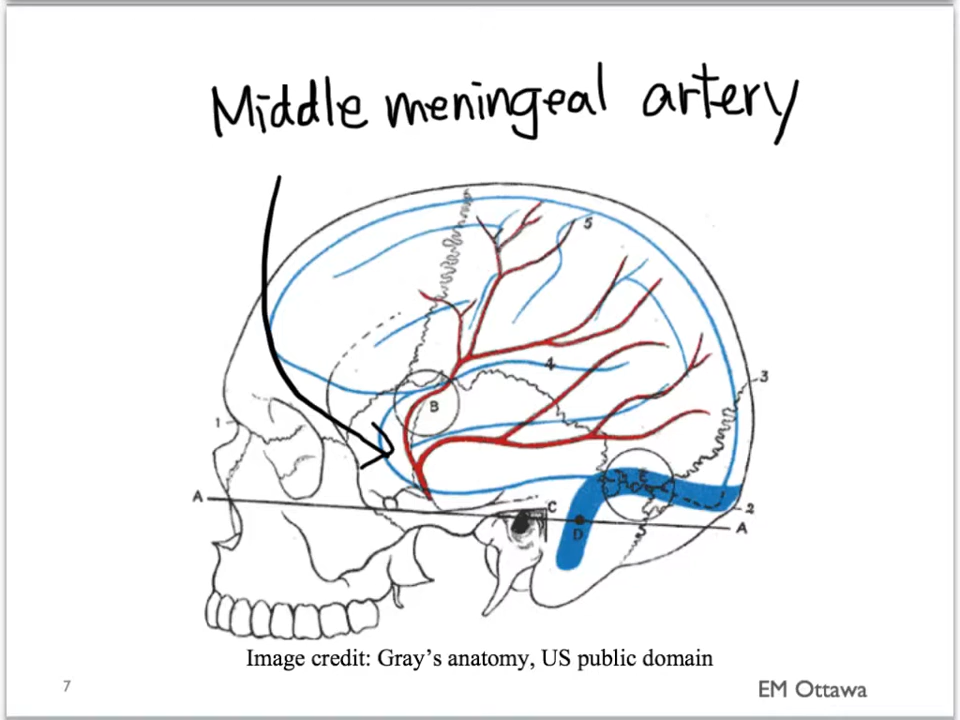 Middle meningeal artery
5
4
3
B
1
E
A
C
2
D
A
Image credit: Gray's anatomy, US public domain
7
EM Ottawa